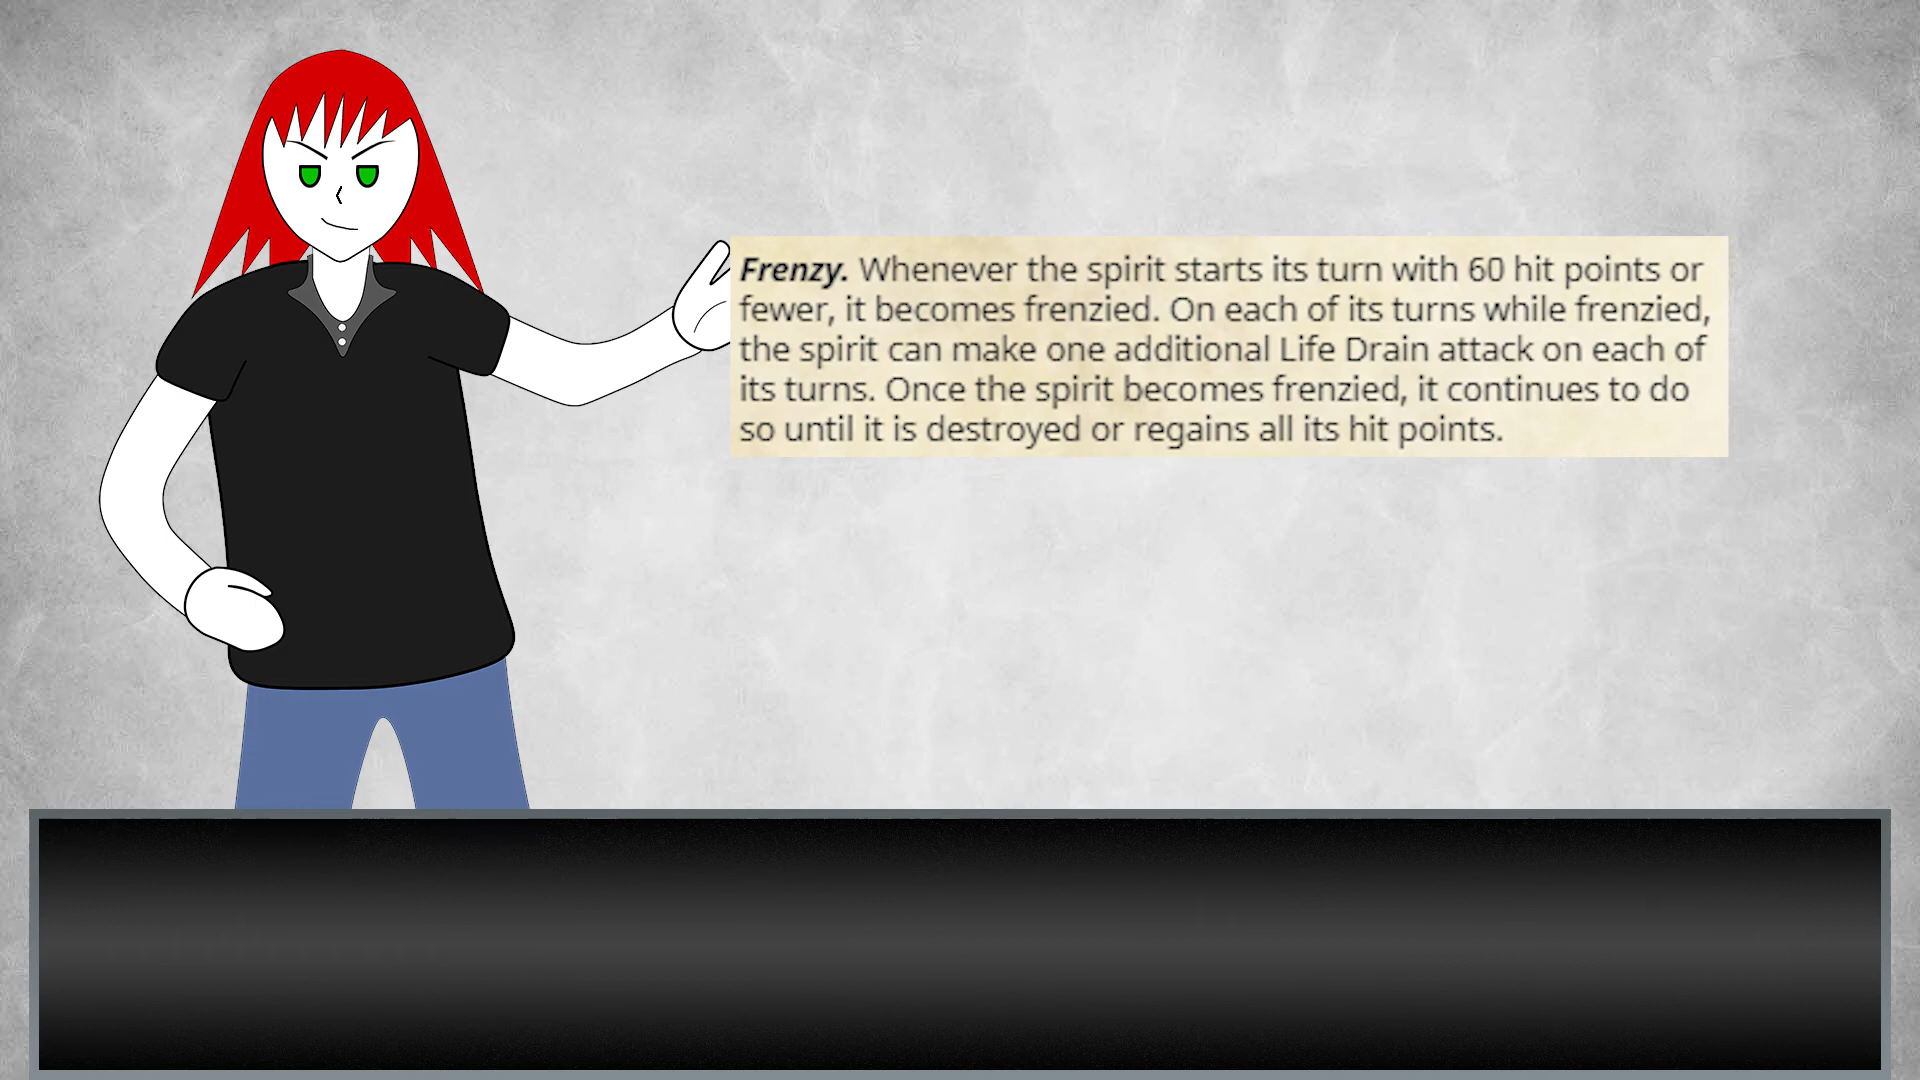 Frenzy. Whenever the spirit starts its turn with 60 hit points or
fewer, it becomes frenzied. On each of its turns while frenzied,
the spirit can make one additional Life Drain attack on each of
its turns. Once the spirit becomes frenzied, it continues to do
so until it is destroyed or regains all its hit points.